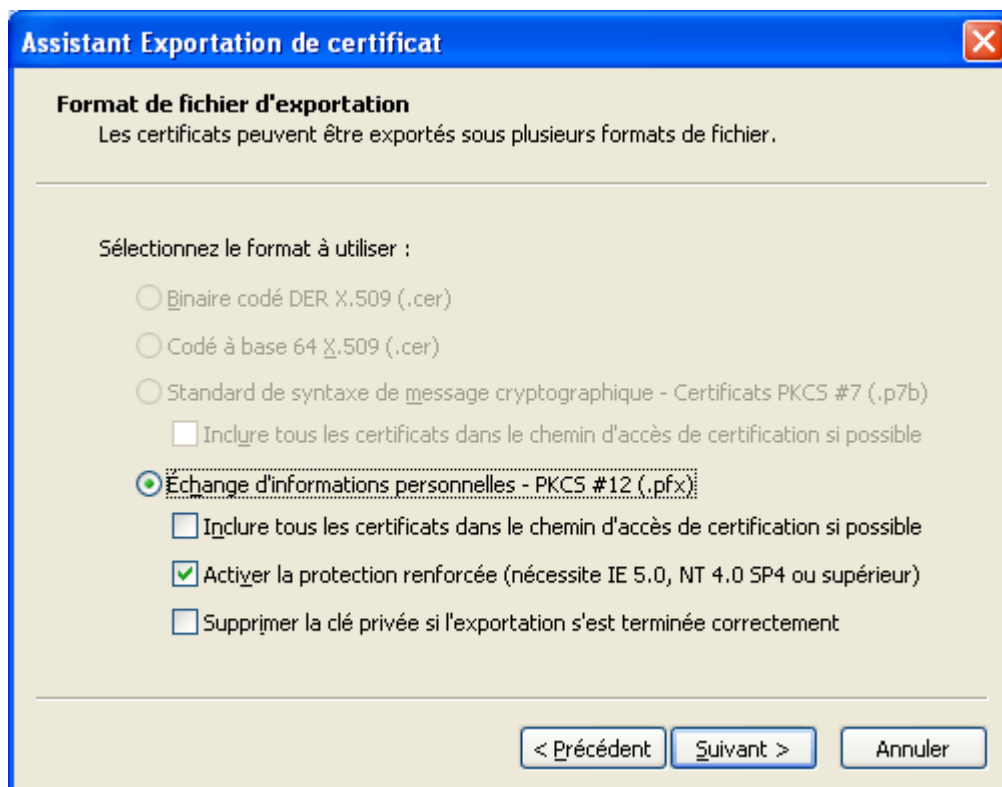 Assistant Exportation de certificat
Format de fichier d'exportation
Les certificats peuvent être exportés sous plusieurs formats de fichier.
Sélectionnez le format à utiliser :
Binaire codé DER X.509 (.cer)
Codé à base 64 X.509 (.cer)
Standard de syntaxe de message cryptographique - Certificats PKCS #7 (.p7b)
Inclure tous les certificats dans le chemin d'accès de certification si possible
Échange d'informations personnelles - PKCS #12 (.pfx)
Inclure tous les certificats dans le chemin d'accès de certification si possible
Activer la protection renforcée (nécessite IE 5.0, NT 4.0 SP4 ou supérieur)
Supprimer la clé privée si l'exportation s'est terminée correctement
< Précédent Suivant > Annuler